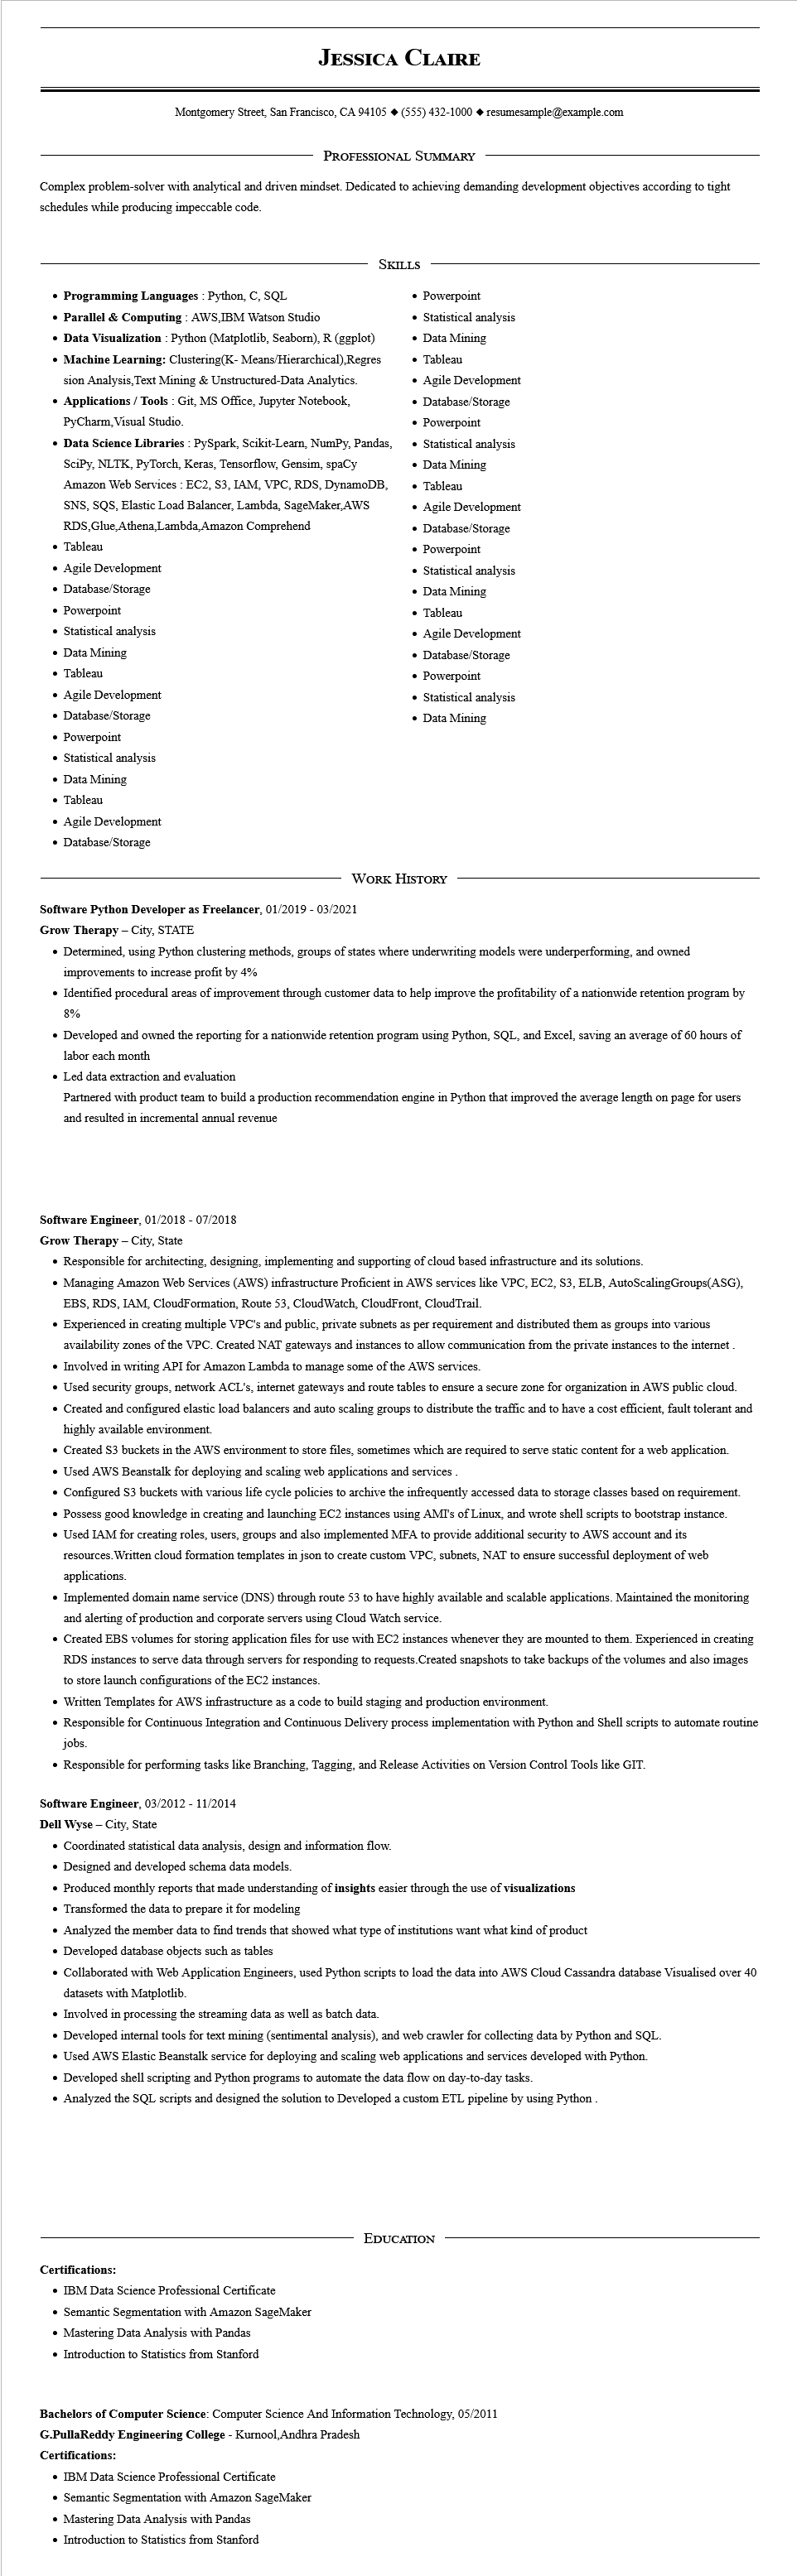 Jessica Claire
Montgomery Street, San Francisco, CA 94105 ◆ (555) 432-1000 ◆ resumesample@example.com
Professional Summary
Complex problem-solver with analytical and driven mindset. Dedicated to achieving demanding development objectives according to tight
schedules while producing impeccable code.
Skills
• Programming Languages : Python, C, SQL
• Parallel & Computing : AWS,IBM Watson Studio
• Data Visualization : Python (Matplotlib, Seaborn), R (ggplot)
• Machine Learning: Clustering(K- Means/Hierarchical),Regres
sion Analysis,Text Mining & Unstructured-Data Analytics.
• Applications / Tools : Git, MS Office, Jupyter Notebook,
PyCharm,Visual Studio.
• Data Science Libraries : PySpark, Scikit-Learn, NumPy, Pandas,
SciPy, NLTK, PyTorch, Keras, Tensorflow, Gensim, spaCy
Amazon Web Services : EC2, S3, IAM, VPC, RDS, DynamoDB,
SNS, SQS, Elastic Load Balancer, Lambda, SageMaker,AWS
RDS,Glue,Athena,Lambda,Amazon Comprehend
• Tableau
• Agile Development
• Database/Storage
• Powerpoint
• Statistical analysis
• Data Mining
• Tableau
• Agile Development
• Database/Storage
• Powerpoint
• Statistical analysis
• Data Mining
• Tableau
• Agile Development
• Database/Storage
• Powerpoint
• Statistical analysis
• Data Mining
• Tableau
• Agile Development
• Database/Storage
• Powerpoint
• Statistical analysis
• Data Mining
• Tableau
• Agile Development
• Database/Storage
• Powerpoint
• Statistical analysis
• Data Mining
• Tableau
• Agile Development
• Database/Storage
• Powerpoint
• Statistical analysis
• Data Mining
Work History
Software Python Developer as Freelancer, 01/2019 - 03/2021
Grow Therapy – City, STATE
• Determined, using Python clustering methods, groups of states where underwriting models were underperforming, and owned
improvements to increase profit by 4%
• Identified procedural areas of improvement through customer data to help improve the profitability of a nationwide retention program by
8%
• Developed and owned the reporting for a nationwide retention program using Python, SQL, and Excel, saving an average of 60 hours of
labor each month
• Led data extraction and evaluation
Partnered with product team to build a production recommendation engine in Python that improved the average length on page for users
and resulted in incremental annual revenue
Software Engineer, 01/2018 - 07/2018
Grow Therapy – City, State
• Responsible for architecting, designing, implementing and supporting of cloud based infrastructure and its solutions.
• Managing Amazon Web Services (AWS) infrastructure Proficient in AWS services like VPC, EC2, S3, ELB, AutoScalingGroups(ASG),
EBS, RDS, IAM, CloudFormation, Route 53, CloudWatch, CloudFront, CloudTrail.
• Experienced in creating multiple VPC's and public, private subnets as per requirement and distributed them as groups into various
availability zones of the VPC. Created NAT gateways and instances to allow communication from the private instances to the internet .
• Involved in writing API for Amazon Lambda to manage some of the AWS services.
• Used security groups, network ACL's, internet gateways and route tables to ensure a secure zone for organization in AWS public cloud.
• Created and configured elastic load balancers and auto scaling groups to distribute the traffic and to have a cost efficient, fault tolerant and
highly available environment.
• Created S3 buckets in the AWS environment to store files, sometimes which are required to serve static content for a web application.
• Used AWS Beanstalk for deploying and scaling web applications and services .
• Configured S3 buckets with various life cycle policies to archive the infrequently accessed data to storage classes based on requirement.
• Possess good knowledge in creating and launching EC2 instances using AMI's of Linux, and wrote shell scripts to bootstrap instance.
• Used IAM for creating roles, users, groups and also implemented MFA to provide additional security to AWS account and its
resources.Written cloud formation templates in json to create custom VPC, subnets, NAT to ensure successful deployment of web
applications.
• Implemented domain name service (DNS) through route 53 to have highly available and scalable applications. Maintained the monitoring
and alerting of production and corporate servers using Cloud Watch service.
• Created EBS volumes for storing application files for use with EC2 instances whenever they are mounted to them. Experienced in creating
RDS instances to serve data through servers for responding to requests.Created snapshots to take backups of the volumes and also images
to store launch configurations of the EC2 instances.
• Written Templates for AWS infrastructure as a code to build staging and production environment.
• Responsible for Continuous Integration and Continuous Delivery process implementation with Python and Shell scripts to automate routine
jobs.
• Responsible for performing tasks like Branching, Tagging, and Release Activities on Version Control Tools like GIT.
Software Engineer, 03/2012 - 11/2014
Dell Wyse – City, State
• Coordinated statistical data analysis, design and information flow.
• Designed and developed schema data models.
• Produced monthly reports that made understanding of insights easier through the use of visualizations
• Transformed the data to prepare it for modeling
• Analyzed the member data to find trends that showed what type of institutions want what kind of product
• Developed database objects such as tables
• Collaborated with Web Application Engineers, used Python scripts to load the data into AWS Cloud Cassandra database Visualised over 40
datasets with Matplotlib.
• Involved in processing the streaming data as well as batch data.
• Developed internal tools for text mining (sentimental analysis), and web crawler for collecting data by Python and SQL.
• Used AWS Elastic Beanstalk service for deploying and scaling web applications and services developed with Python.
• Developed shell scripting and Python programs to automate the data flow on day-to-day tasks.
• Analyzed the SQL scripts and designed the solution to Developed a custom ETL pipeline by using Python .
Education
Certifications:
• IBM Data Science Professional Certificate
• Semantic Segmentation with Amazon SageMaker
• Mastering Data Analysis with Pandas
• Introduction to Statistics from Stanford
Bachelors of Computer Science: Computer Science And Information Technology, 05/2011
G.PullaReddy Engineering College - Kurnool,Andhra Pradesh
Certifications:
• IBM Data Science Professional Certificate
• Semantic Segmentation with Amazon SageMaker
• Mastering Data Analysis with Pandas
• Introduction to Statistics from Stanford